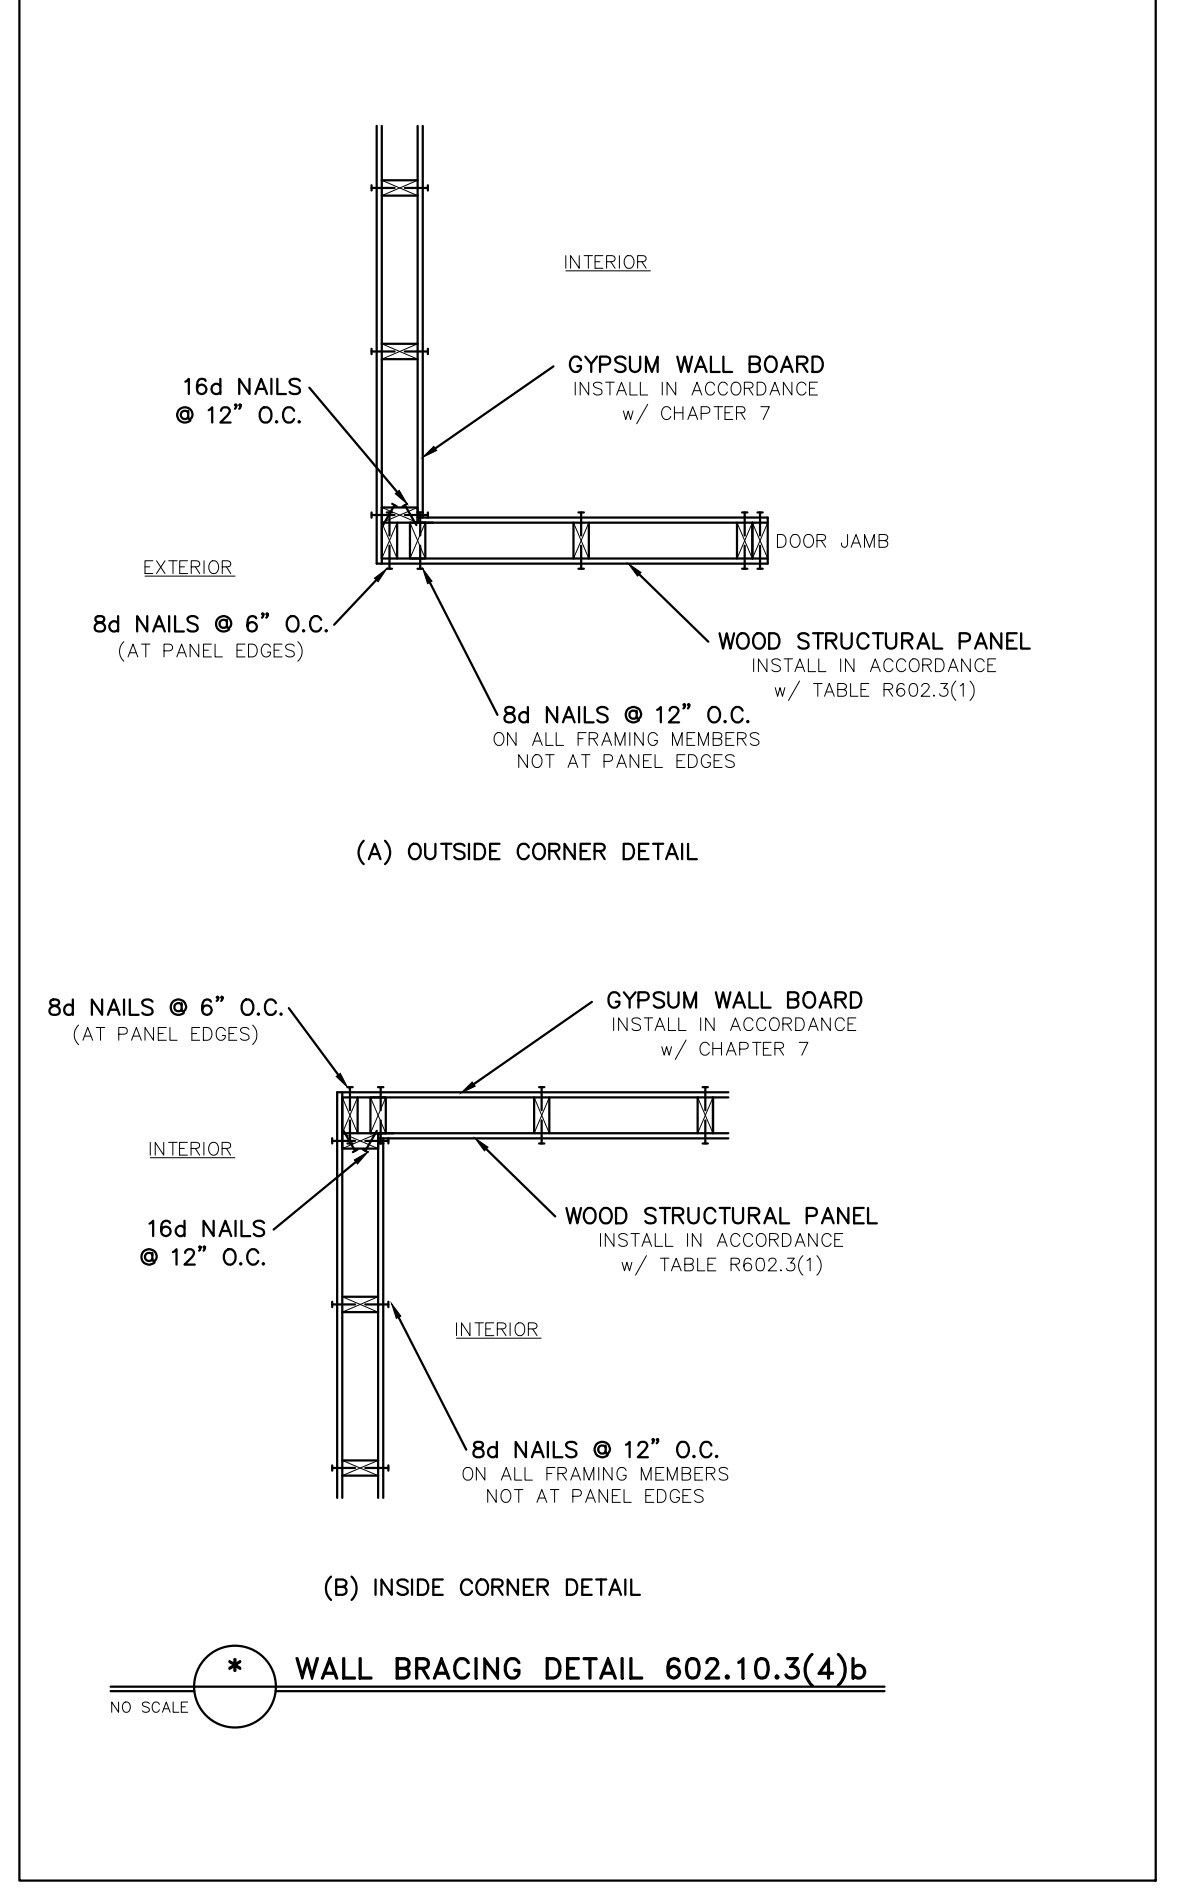 INTERIOR
GYPSUM WALL BOARD
INSTALL IN ACCORDANCE
w/ CHAPTER 7
16d NAILS
@ 12" O.C.
DOOR JAMB
EXTERIOR
8d NAILS @ 6" O.C.
(AT PANEL EDGES)
WOOD STRUCTURAL PANEL
INSTALL IN ACCORDANCE
w/ TABLE R602.3(1)
8d NAILS @ 12" O.C.
ON ALL FRAMING MEMBERS
NOT AT PANEL EDGES
(A) OUTSIDE CORNER DETAIL
8d NAILS @ 6" O.C.
(AT PANEL EDGES)
GYPSUM WALL BOARD
INSTALL IN ACCORDANCE
w/ CHAPTER 7
INTERIOR
16d NAILS
@ 12" O.C.
WOOD STRUCTURAL PANEL
INSTALL IN ACCORDANCE
w/ TABLE R602.3(1)
INTERIOR
8d NAILS @ 12" O.C.
ON ALL FRAMING MEMBERS
NOT AT PANEL EDGES
(B) INSIDE CORNER DETAIL
* WALL BRACING DETAIL 602.10.3(4)b
NO SCALE